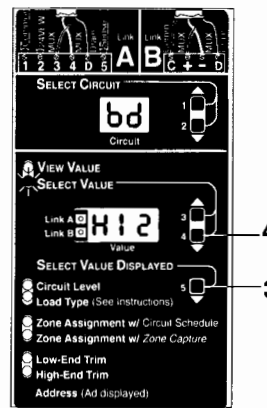 Link
A B
1 2 3 4 D 5
C + - D
SELECT CIRCUIT
bd
1
2
Circuit
VIEW VALUE
SELECT VALUE
Link A
Link B
H12
3
4
4
Value
SELECT VALUE DISPLAYED
5
Circuit Level
Load Type (See instructions)
Zone Assignment w/ Circuit Schedule
Zone Assignment w/ Zone Capture
Low-End Trim
High-End Trim
Address (Ad displayed)